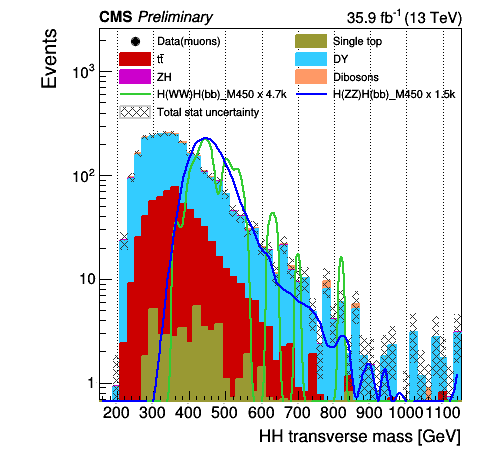 CMS Preliminary 35.9 fb⁻¹ (13 TeV)
Events
Data(muons) Single top
tt̄ DY
ZH Dibosons
H(WW)H(bb)_M450 x 4.7k H(ZZ)H(bb)_M450 x 1.5k
Total stat uncertainty
10³
10²
10
1
200 300 400 500 600 700 800 900 1000 1100
HH transverse mass [GeV]